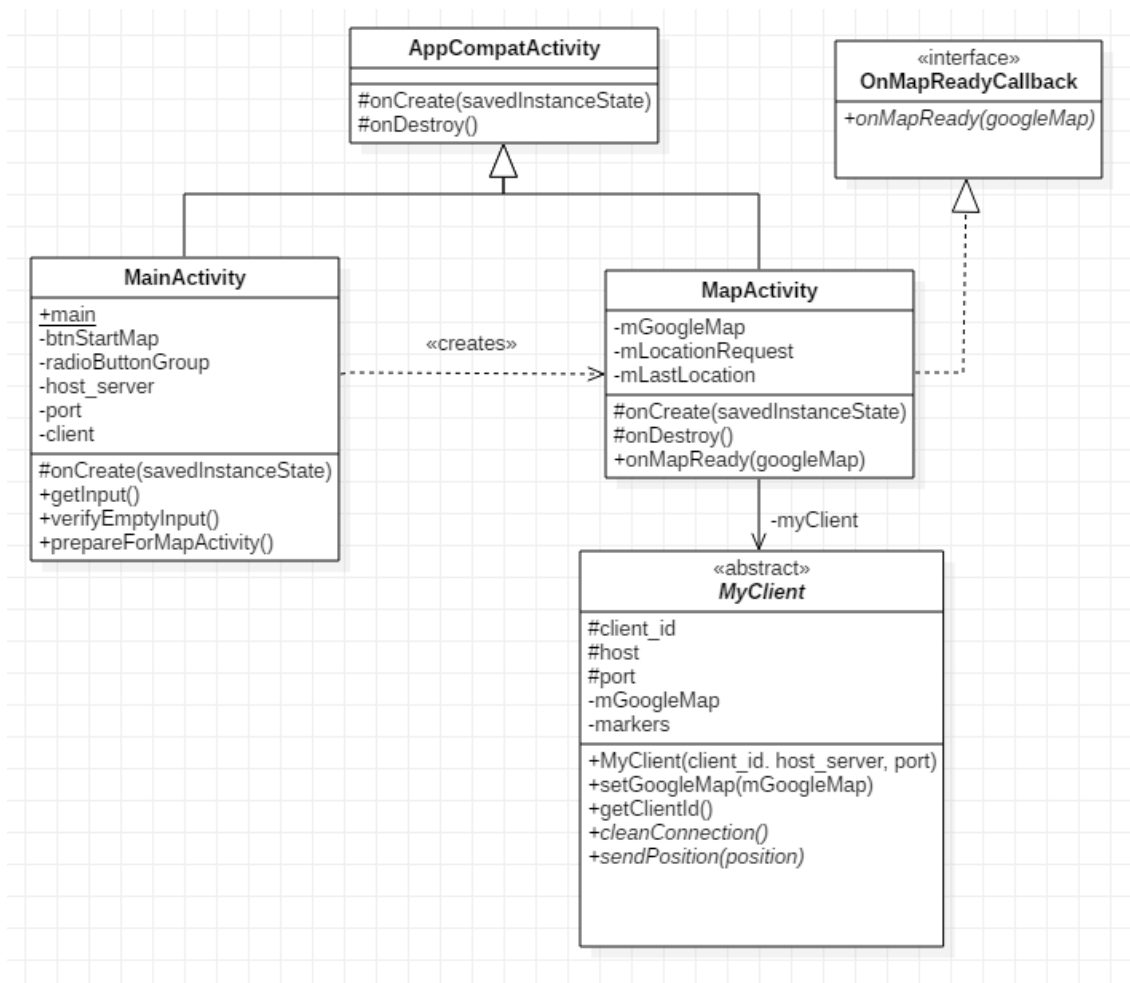 AppCompatActivity
#onCreate(savedInstanceState)
#onDestroy()
«interface»
OnMapReadyCallback
+onMapReady(googleMap)
MainActivity
+main
-btnStartMap
-radioButtonGroup
-host_server
-port
-client
#onCreate(savedInstanceState)
+getInput()
+verifyEmptyInput()
+prepareForMapActivity()
«creates»
MapActivity
-mGoogleMap
-mLocationRequest
-mLastLocation
#onCreate(savedInstanceState)
#onDestroy()
+onMapReady(googleMap)
-myClient
«abstract»
MyClient
#client_id
#host
#port
-mGoogleMap
-markers
+MyClient(client_id. host_server, port)
+setGoogleMap(mGoogleMap)
+getClientId()
+cleanConnection()
+sendPosition(position)